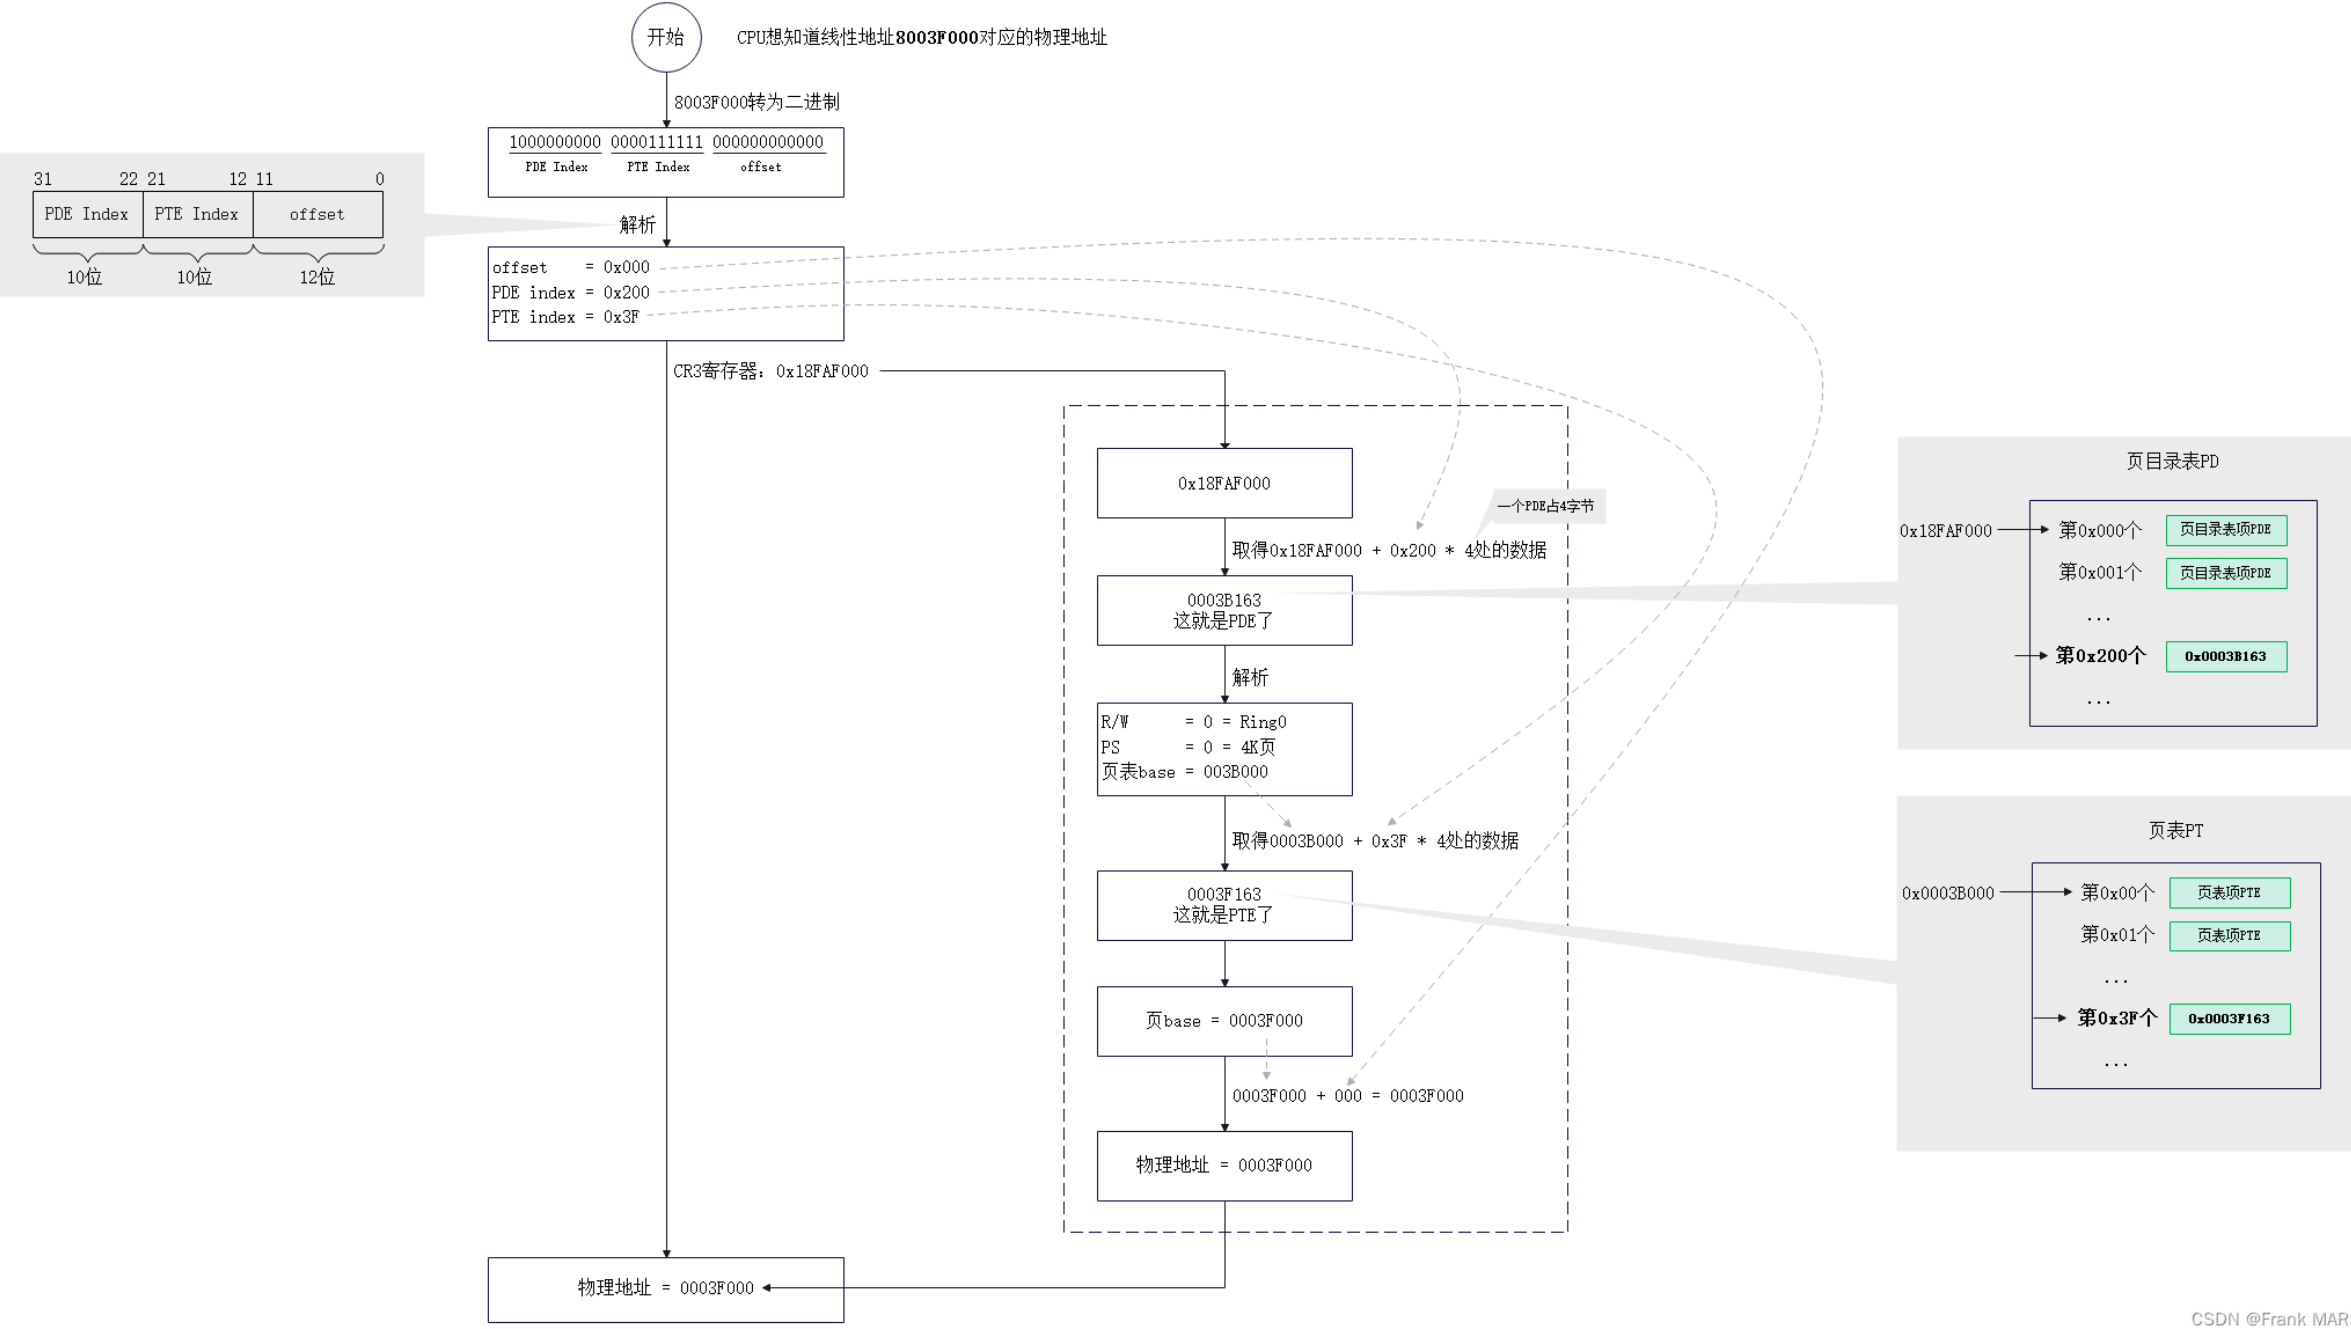 开始
CPU想知道线性地址8003F000对应的物理地址
8003F000转为二进制
1000000000 0000111111 000000000000
PDE Index PTE Index offset
31 22 21 12 11 0
PDE Index PTE Index offset
10位 10位 12位
解析
offset = 0x000
PDE index = 0x200
PTE index = 0x3F
CR3寄存器：0x18FAF000
0x18FAF000
一个PDE占4字节
取得0x18FAF000 + 0x200 * 4处的数据
0003B163
这就是PDE了
解析
R/W = 0 = Ring0
PS = 0 = 4K页
页表base = 003B000
取得0003B000 + 0x3F * 4处的数据
0003F163
这就是PTE了
页base = 0003F000
0003F000 + 000 = 0003F000
物理地址 = 0003F000
物理地址 = 0003F000
页目录表PD
0x18FAF000 第0x000个 页目录表项PDE
第0x001个 页目录表项PDE
...
第0x200个 0x0003B163
...
页表PT
0x0003B000 第0x00个 页表项PTE
第0x01个 页表项PTE
...
第0x3F个 0x0003F163
...
CSDN @Frank MAR